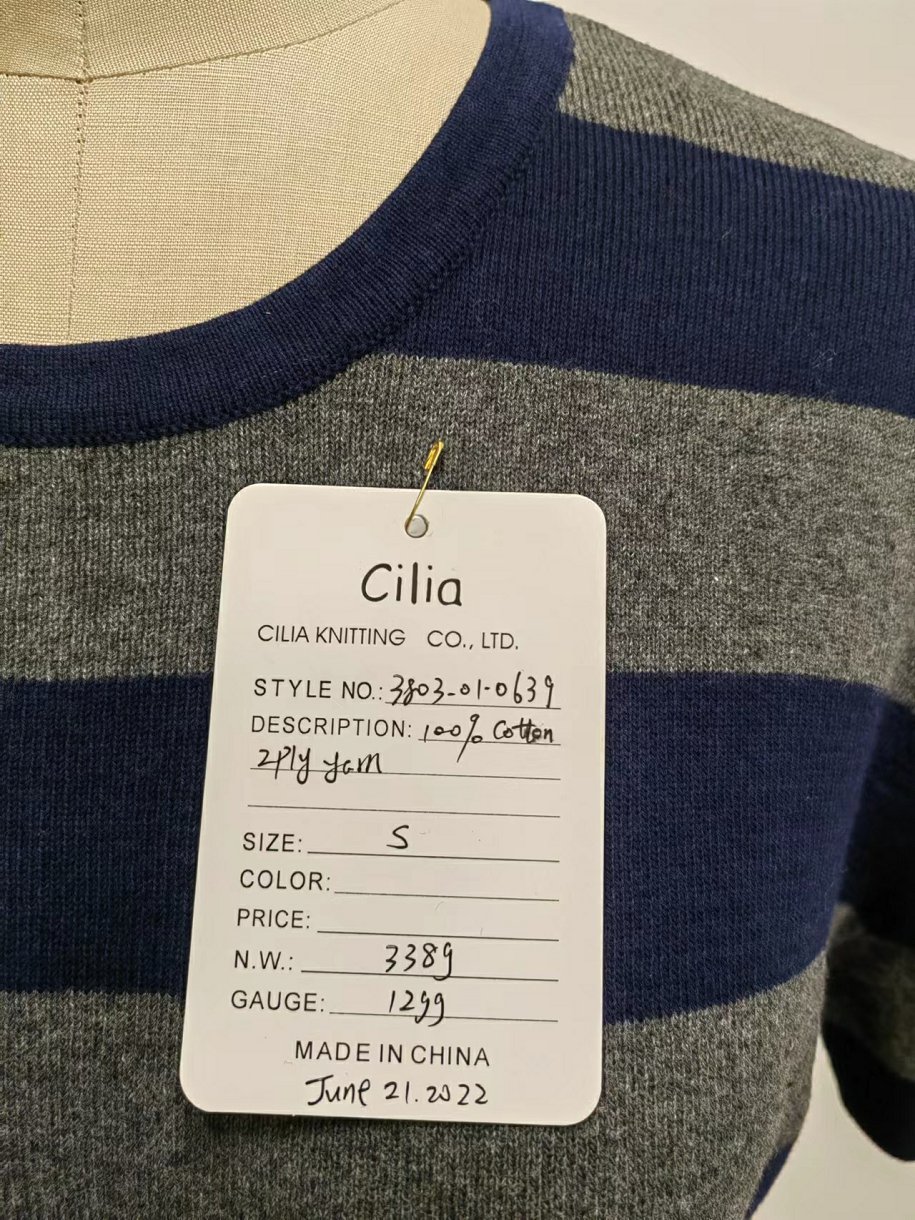 Cilia
CILIA KNITTING CO., LTD.
STYLE NO.: 3803-01-0639
DESCRIPTION: 100% Cotton
2ply yarn
SIZE: S
COLOR:
PRICE:
N.W.: 338g
GAUGE: 12gg
MADE IN CHINA
June 21.2022